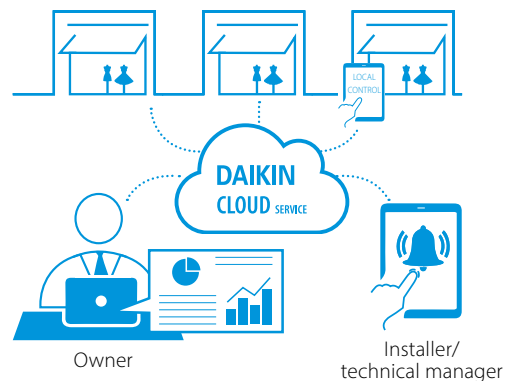 LOCAL
CONTROL
DAIKIN
CLOUD SERVICE
Owner
Installer/
technical manager